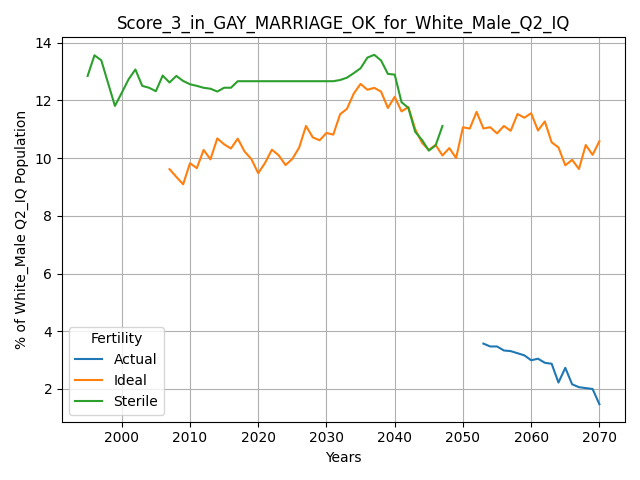 Score_3_in_GAY_MARRIAGE_OK_for_White_Male_Q2_IQ
% of White_Male Q2_IQ Population
14
12
10
8
6
4
2
Fertility
Actual
Ideal
Sterile
2000 2010 2020 2030 2040 2050 2060 2070
Years